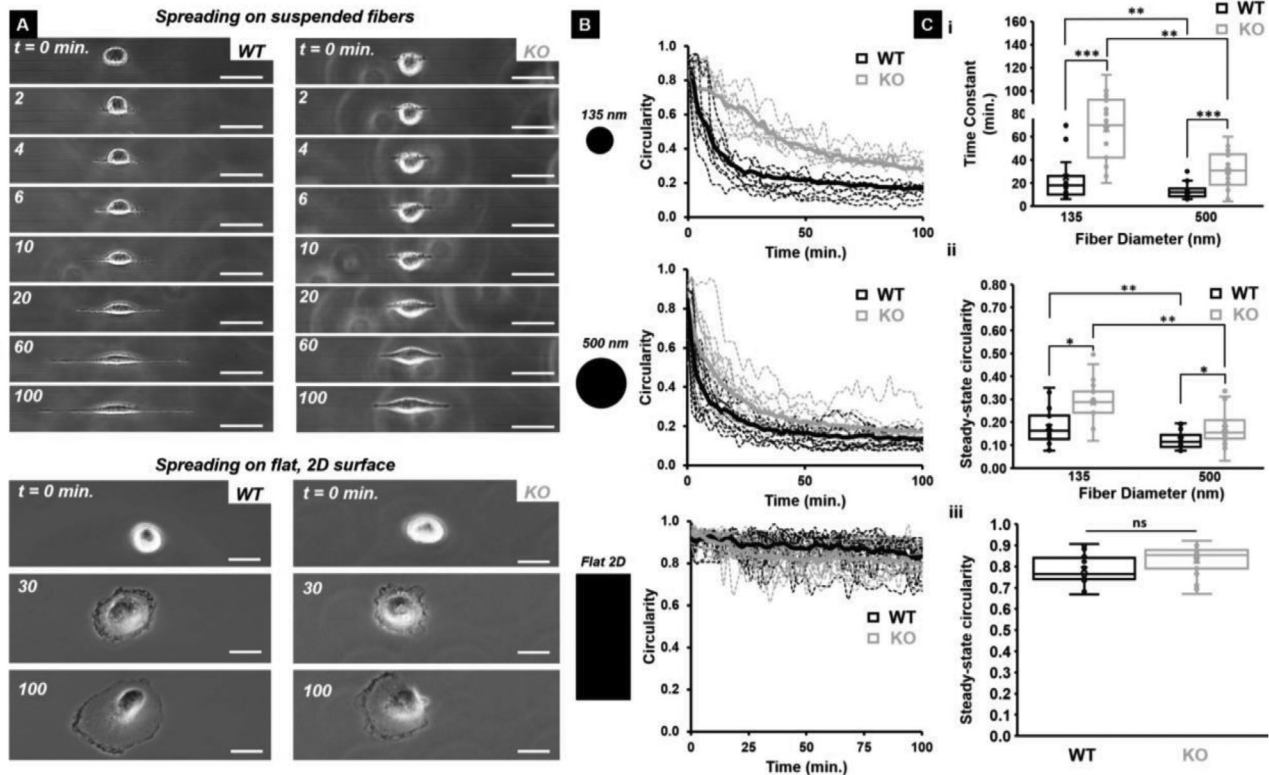 A
Spreading on suspended fibers
t = 0 min.
WT
2
4
6
10
20
60
100
KO
t = 0 min.
2
4
6
10
20
60
100
Spreading on flat, 2D surface
t = 0 min.
WT
30
100
t = 0 min.
KO
30
100
B
135 nm
Circularity
1.0
0.8
0.6
0.4
0.2
0.0
0
50
100
Time (min.)
WT
KO
500 nm
Circularity
1.0
0.8
0.6
0.4
0.2
0.0
0
50
100
Time (min.)
WT
KO
Flat 2D
Circularity
1.0
0.8
0.6
0.4
0.2
0.0
0
25
50
75
100
Time (min.)
WT
KO
C
i
Time Constant
(min.)
160
140
120
100
80
80
60
40
20
0
**
**
***
***
WT
KO
135
500
Fiber Diameter (nm)
ii
Steady-state circularity
0.80
0.70
0.60
0.50
0.40
0.30
0.20
0.10
0.00
**
**
*
*
WT
KO
135
500
Fiber Diameter (nm)
iii
Steady-state circularity
1.0
0.9
0.8
0.7
0.6
0.5
0.4
0.3
0.2
0.1
0.0
ns
WT
KO